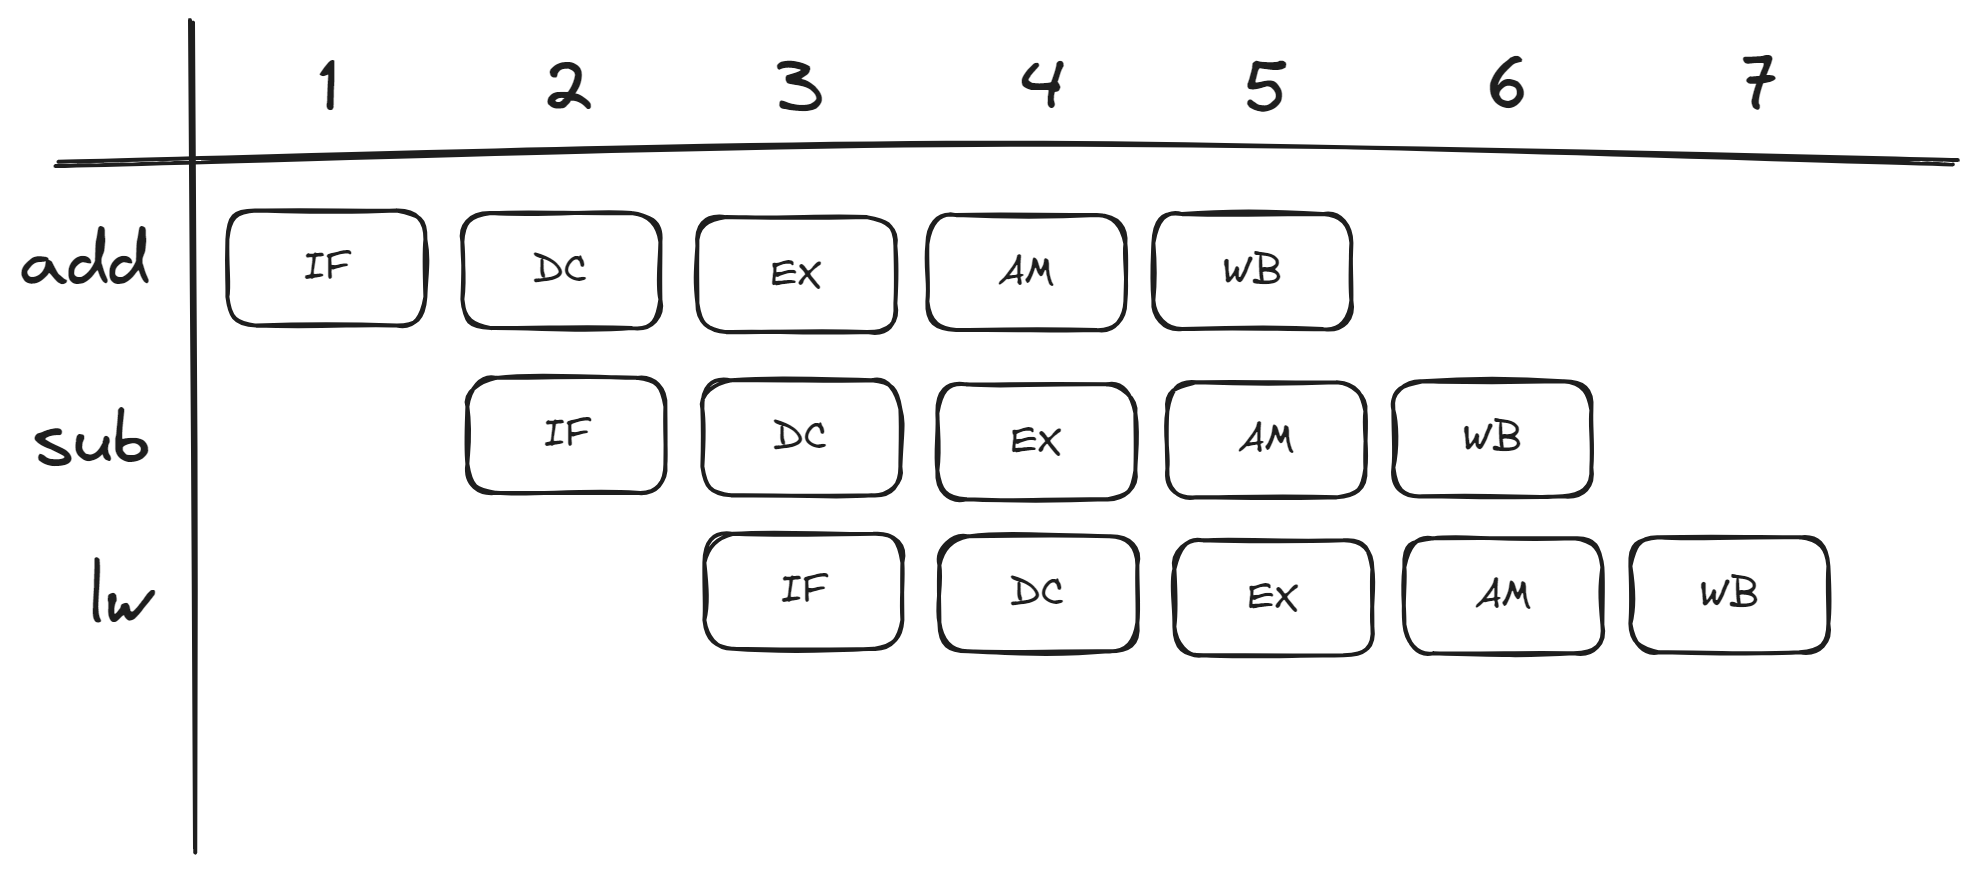 1 2 3 4 5 6 7
add IF DC EX AM WB
sub IF DC EX AM WB
lw IF DC EX AM WB